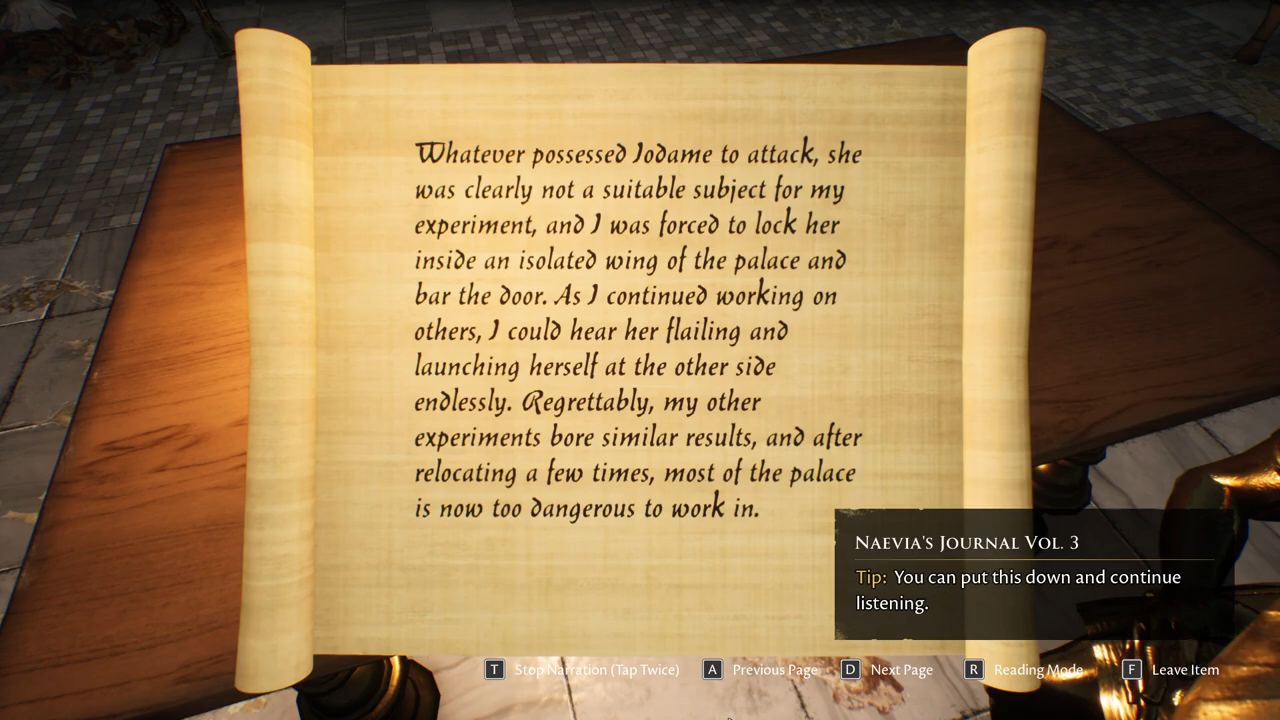 Whatever possessed Iodame to attack, she
was clearly not a suitable subject for my
experiment, and I was forced to lock her
inside an isolated wing of the palace and
bar the door. As I continued working on
others, I could hear her flailing and
launching herself at the other side
endlessly. Regrettably, my other
experiments bore similar results, and after
relocating a few times, most of the palace
is now too dangerous to work in.
Naevia's Journal Vol. 3
Tip: You can put this down and continue
listening.
T Stop Narration (Tap Twice) A Previous Page D Next Page R Reading Mode F Leave Item